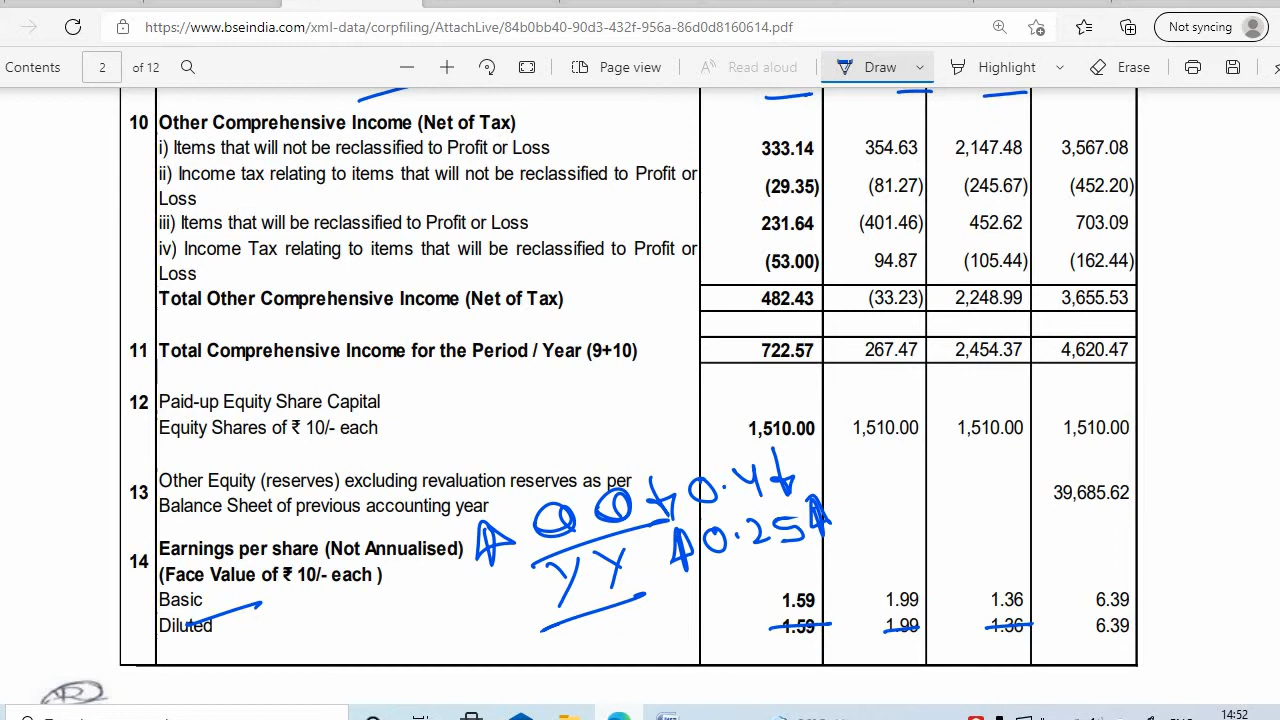 https://www.bseindia.com/xml-data/corpfiling/AttachLive/84b0bb40-90d3-432f-956a-86d0d8160614.pdf
Not syncing
Contents 2 of 12 Page view Read aloud Draw Highlight Erase
10 Other Comprehensive Income (Net of Tax)
i) Items that will not be reclassified to Profit or Loss 333.14 354.63 2,147.48 3,567.08
ii) Income tax relating to items that will not be reclassified to Profit or
Loss (29.35) (81.27) (245.67) (452.20)
iii) Items that will be reclassified to Profit or Loss 231.64 (401.46) 452.62 703.09
iv) Income Tax relating to items that will be reclassified to Profit or
Loss (53.00) 94.87 (105.44) (162.44)
Total Other Comprehensive Income (Net of Tax) 482.43 (33.23) 2,248.99 3,655.53
11 Total Comprehensive Income for the Period / Year (9+10) 722.57 267.47 2,454.37 4,620.47
12 Paid-up Equity Share Capital
Equity Shares of ₹ 10/- each 1,510.00 1,510.00 1,510.00 1,510.00
13 Other Equity (reserves) excluding revaluation reserves as per
Balance Sheet of previous accounting year 39,685.62
QQ ↓ 0.4 ↓
↑ YY ↑ 0.25 ↑
14 Earnings per share (Not Annualised)
(Face Value of ₹ 10/- each )
Basic 1.59 1.99 1.36 6.39
Diluted 1.59 1.99 1.36 6.39
14:52